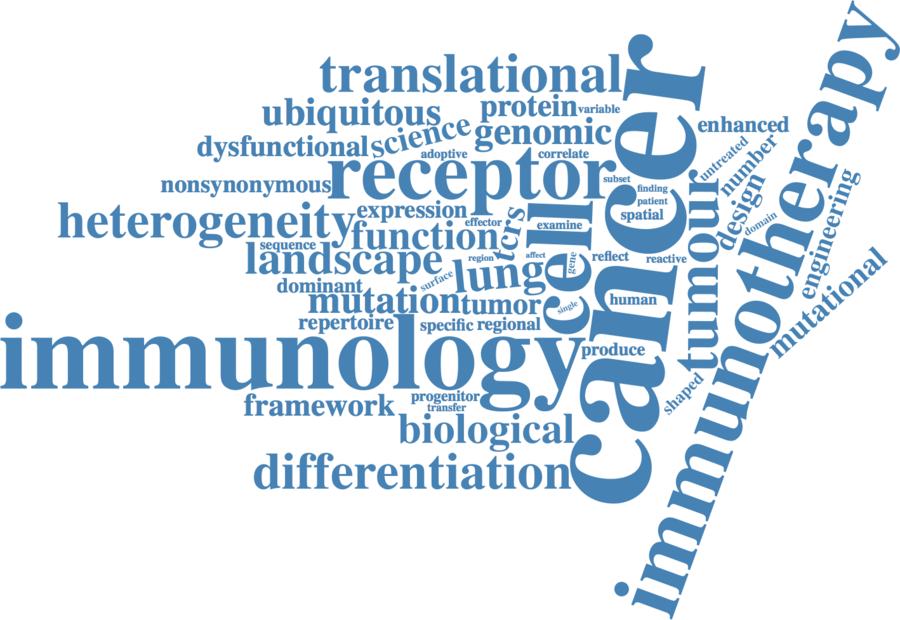 translational
ubiquitous
protein
variable
dysfunctional
science
genomic
enhanced
adoptive
correlate
untreated
nonsynonymous
receptor
subset
number
finding
patient
heterogeneity
expression
effector
tcrs
examine
spatial
design
domain
sequence
function
cell
cancer
tumour
immunotherapy
engineering
mutational
landscape
region
affect
gene
reflect
reactive
dominant
surface
lung
mutation
tumor
single
human
repertoire
specific
regional
immunology
produce
shaped
framework
progenitor
transfer
biological
differentiation